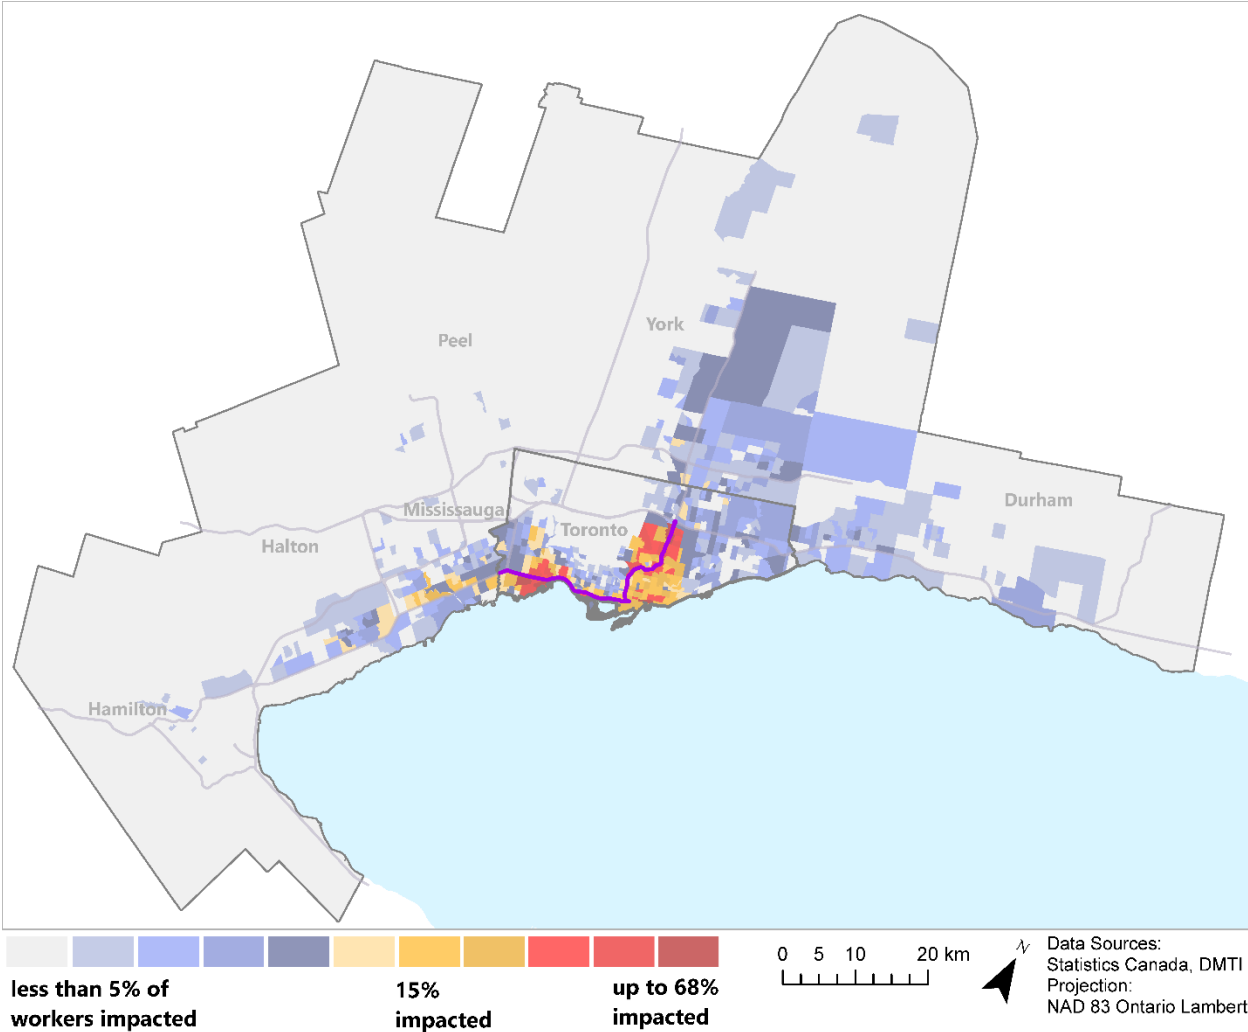 York
Peel
Durham
Mississauga
Toronto
Halton
Hamilton
less than 5% of
workers impacted
15%
impacted
up to 68%
impacted
0 5 10 20 km
N
Data Sources:
Statistics Canada, DMTI
Projection:
NAD 83 Ontario Lambert